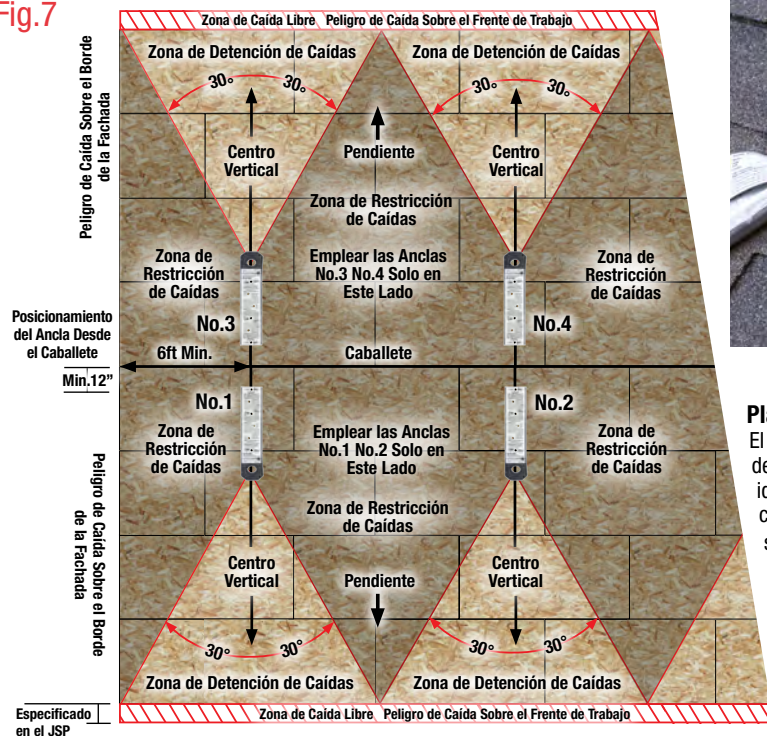 Fig.7
Zona de Caída Libre Peligro de Caída Sobre el Frente de Trabajo
Zona de Detención de Caídas
Zona de Detención de Caídas
30°
30°
30°
30°
Peligro de Caída Sobre el Borde
de la Fachada
Centro
Vertical
Pendiente
Centro
Vertical
Zona de Restricción
de Caídas
Zona de
Restricción
de Caídas
Emplear las Anclas
No.3 No.4 Solo en
Este Lado
Zona de
Restricción
de Caídas
Posicionamiento
del Ancla Desde
el Caballete
No.3
No.4
6ft Min.
Caballete
Min.12”
No.1
No.2
Zona de
Restricción
de Caídas
Emplear las Anclas
No.1 No.2 Solo en
Este Lado
Zona de
Restricción
de Caídas
Peligro de Caída Sobre el Borde
de la Fachada
Zona de Restricción
de Caídas
Centro
Vertical
Pendiente
Centro
Vertical
30°
30°
30°
30°
Zona de Detención de Caídas
Zona de Detención de Caídas
Especificado
en el JSP
Zona de Caída Libre Peligro de Caída Sobre el Frente de Trabajo
El